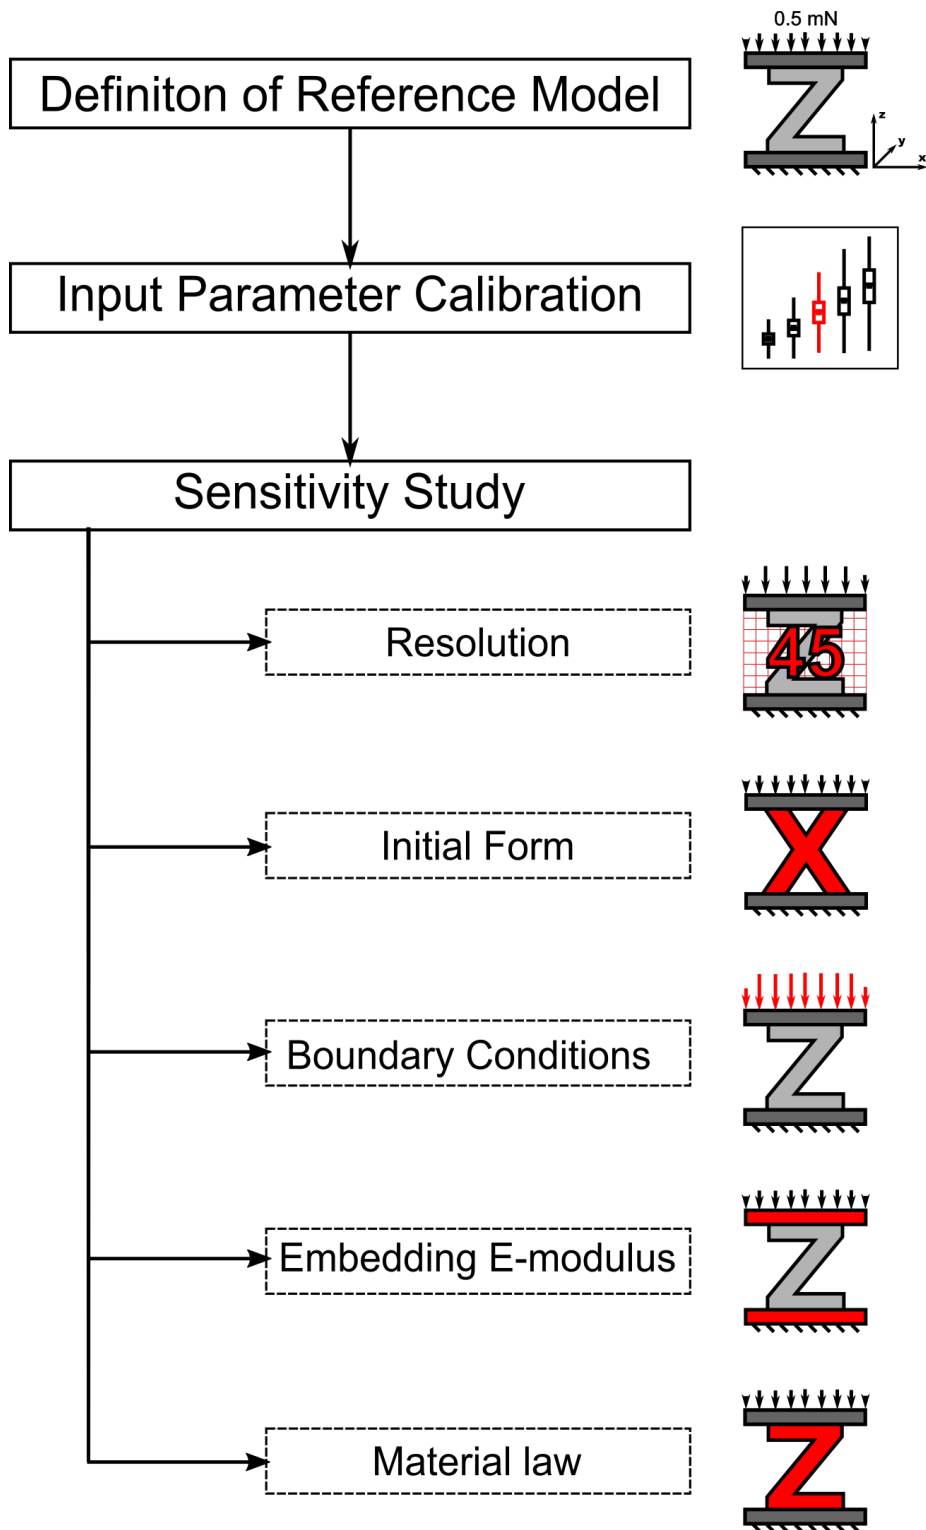 0.5 mN
Definiton of Reference Model
z
y
x
Input Parameter Calibration
Sensitivity Study
Resolution
45
Initial Form
X
Boundary Conditions
Embedding E-modulus
Material law